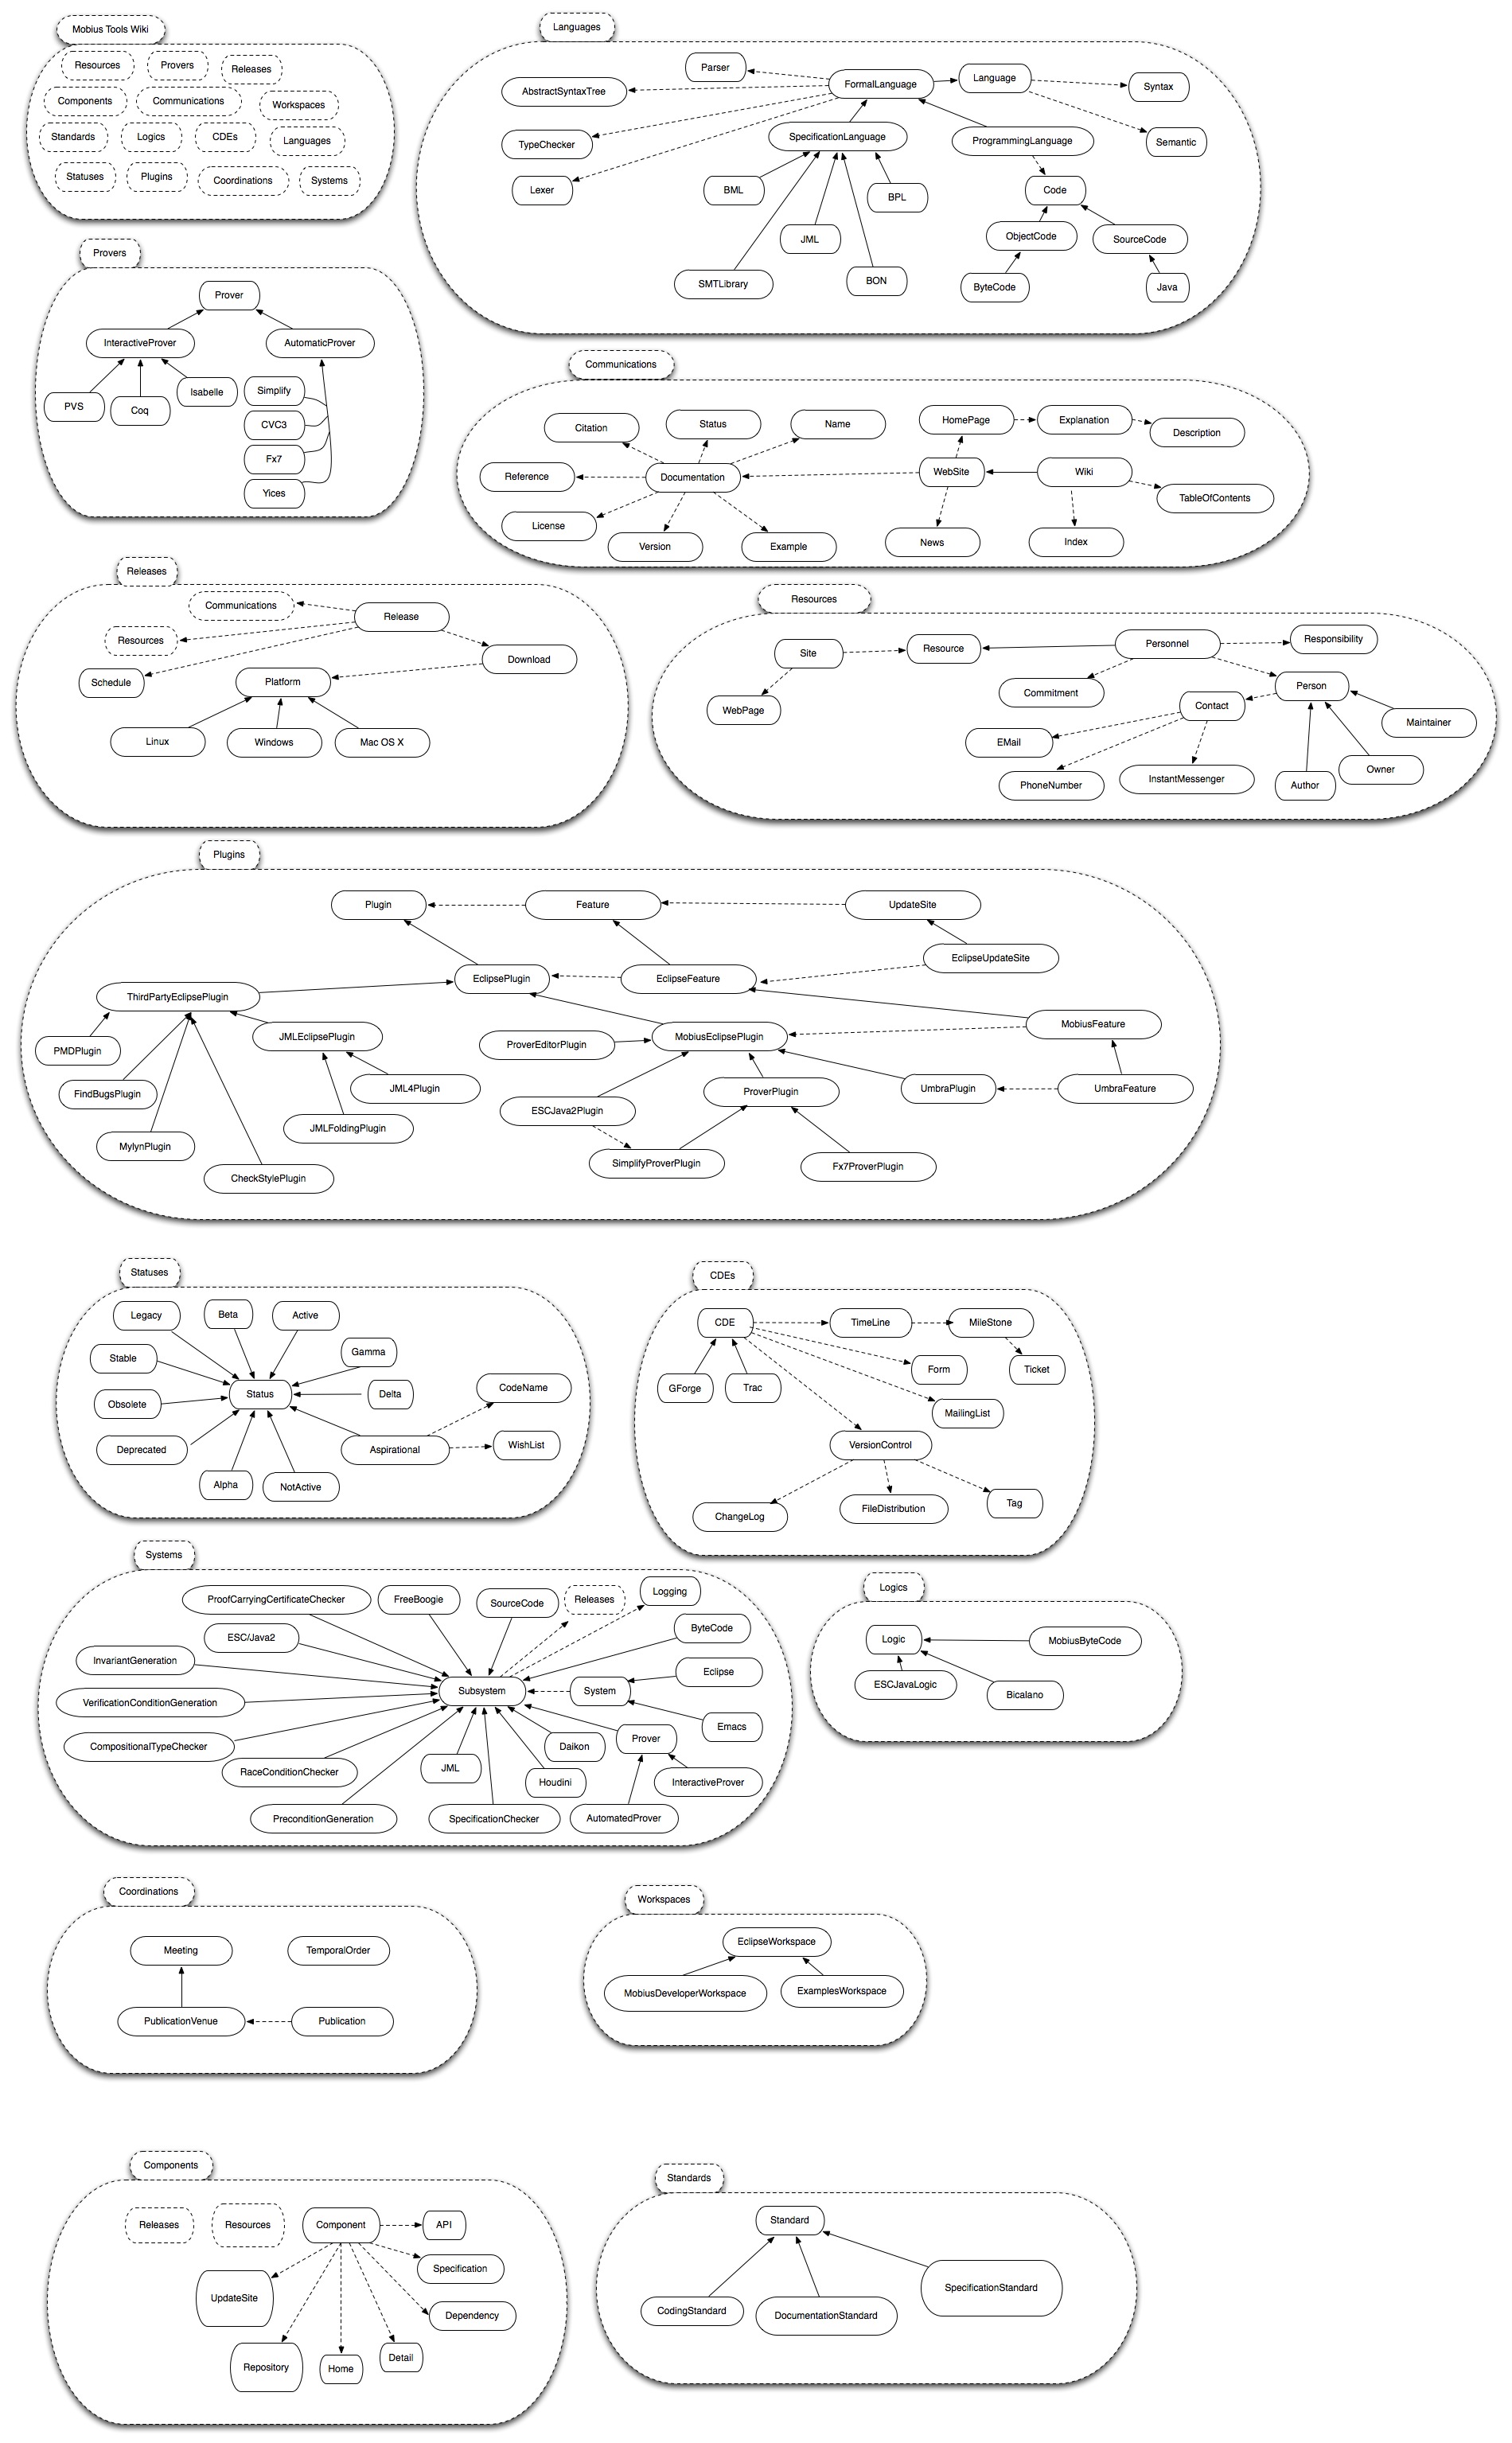 Mobius Tools Wiki
Resources
Provers
Releases
Components
Communications
Workspaces
Standards
Logics
CDEs
Languages
Statuses
Plugins
Coordinations
Systems
Languages
Parser
FormalLanguage
Language
AbstractSyntaxTree
Syntax
SpecificationLanguage
ProgrammingLanguage
TypeChecker
Semantic
Lexer
BML
BPL
Code
JML
ObjectCode
SourceCode
SMTLibrary
BON
ByteCode
Java
Provers
Prover
InteractiveProver
AutomaticProver
PVS
Coq
Isabelle
Simplify
CVC3
Fx7
Yices
Communications
Citation
Status
Name
HomePage
Explanation
Description
Reference
Documentation
WebSite
Wiki
TableOfContents
License
Version
Example
News
Index
Releases
Communications
Release
Resources
Download
Schedule
Platform
Linux
Windows
Mac OS X
Resources
Site
Resource
Personnel
Responsibility
WebPage
Commitment
Person
Contact
Maintainer
EMail
PhoneNumber
InstantMessenger
Author
Owner
Plugins
Plugin
Feature
UpdateSite
EclipseUpdateSite
EclipsePlugin
EclipseFeature
ThirdPartyEclipsePlugin
MobiusFeature
PMDPlugin
JMLEclipsePlugin
ProverEditorPlugin
MobiusEclipsePlugin
FindBugsPlugin
JML4Plugin
ProverPlugin
UmbraPlugin
UmbraFeature
ESCJava2Plugin
JMLFoldingPlugin
MylynPlugin
SimplifyProverPlugin
Fx7ProverPlugin
CheckStylePlugin
Statuses
Legacy
Beta
Active
Stable
Gamma
Obsolete
Status
Delta
CodeName
Deprecated
Aspirational
WishList
Alpha
NotActive
CDEs
CDE
TimeLine
MileStone
Form
Ticket
GForge
Trac
MailingList
VersionControl
ChangeLog
FileDistribution
Tag
Systems
ProofCarryingCertificateChecker
FreeBoogie
SourceCode
Releases
Logging
ESC/Java2
ByteCode
InvariantGeneration
Eclipse
VerificationConditionGeneration
Subsystem
System
Emacs
CompositionalTypeChecker
Daikon
Prover
RaceConditionChecker
JML
Houdini
InteractiveProver
PreconditionGeneration
SpecificationChecker
AutomatedProver
Logics
Logic
MobiusByteCode
ESCJavaLogic
Bicalano
Coordinations
Meeting
TemporalOrder
PublicationVenue
Publication
Workspaces
EclipseWorkspace
MobiusDeveloperWorkspace
ExamplesWorkspace
Components
Releases
Resources
Component
API
Specification
UpdateSite
Dependency
Repository
Home
Detail
Standards
Standard
SpecificationStandard
CodingStandard
DocumentationStandard